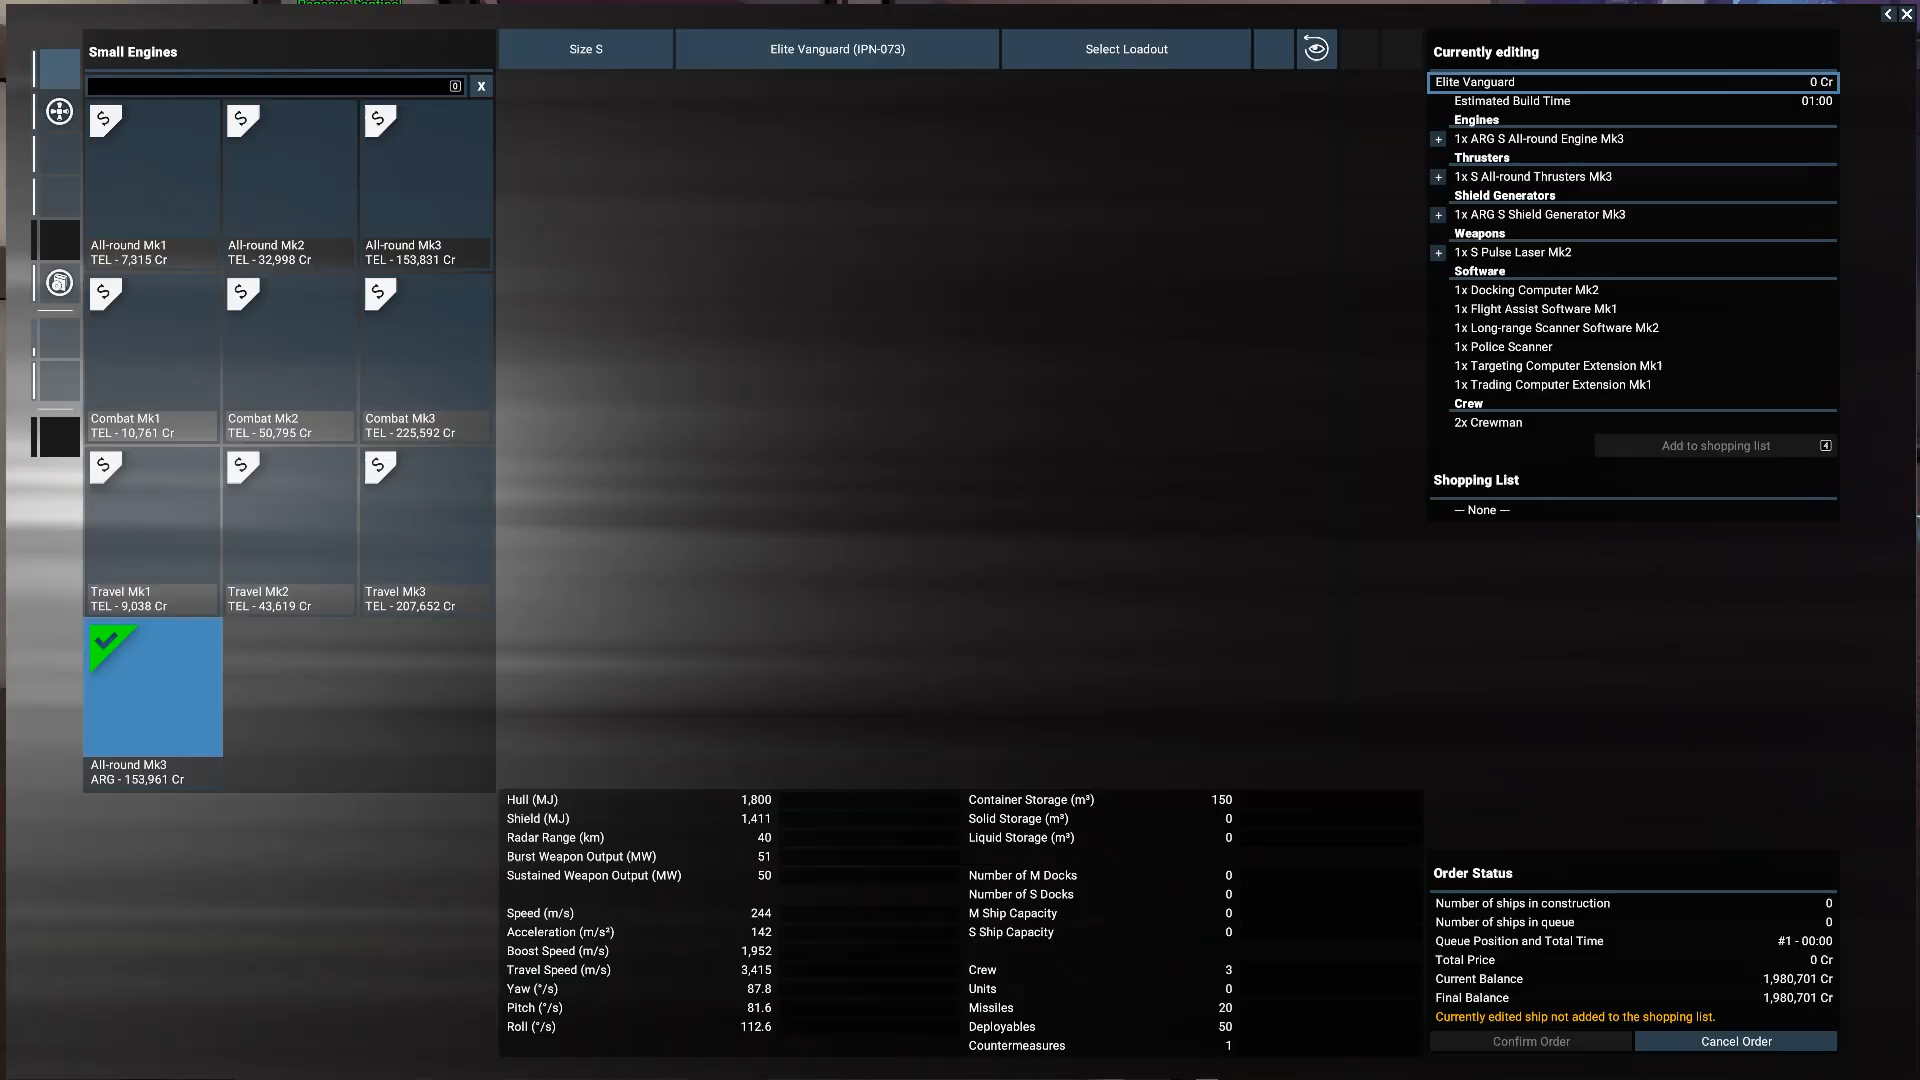 Pegasus Sentinel
Small Engines
0
X
$
$
$
All-round Mk1
TEL - 7,315 Cr
All-round Mk2
TEL - 32,998 Cr
All-round Mk3
TEL - 153,831 Cr
$
$
$
Combat Mk1
TEL - 10,761 Cr
Combat Mk2
TEL - 50,795 Cr
Combat Mk3
TEL - 225,592 Cr
$
$
$
Travel Mk1
TEL - 9,038 Cr
Travel Mk2
TEL - 43,619 Cr
Travel Mk3
TEL - 207,652 Cr
All-round Mk3
ARG - 153,961 Cr
Size S
Elite Vanguard (IPN-073)
Select Loadout
Hull (MJ) 1,800
Shield (MJ) 1,411
Radar Range (km) 40
Burst Weapon Output (MW) 51
Sustained Weapon Output (MW) 50
Speed (m/s) 244
Acceleration (m/s²) 142
Boost Speed (m/s) 1,952
Travel Speed (m/s) 3,415
Yaw (°/s) 87.8
Pitch (°/s) 81.6
Roll (°/s) 112.6
Container Storage (m³) 150
Solid Storage (m³) 0
Liquid Storage (m³) 0
Number of M Docks 0
Number of S Docks 0
M Ship Capacity 0
S Ship Capacity 0
Crew 3
Units 0
Missiles 20
Deployables 50
Countermeasures 1
Currently editing
Elite Vanguard 0 Cr
Estimated Build Time 01:00
Engines
+ 1x ARG S All-round Engine Mk3
Thrusters
+ 1x S All-round Thrusters Mk3
Shield Generators
+ 1x ARG S Shield Generator Mk3
Weapons
+ 1x S Pulse Laser Mk2
Software
1x Docking Computer Mk2
1x Flight Assist Software Mk1
1x Long-range Scanner Software Mk2
1x Police Scanner
1x Targeting Computer Extension Mk1
1x Trading Computer Extension Mk1
Crew
2x Crewman
Add to shopping list 4
Shopping List
— None —
Order Status
Number of ships in construction 0
Number of ships in queue 0
Queue Position and Total Time #1 - 00:00
Total Price 0 Cr
Current Balance 1,980,701 Cr
Final Balance 1,980,701 Cr
Currently edited ship not added to the shopping list.
Confirm Order
Cancel Order